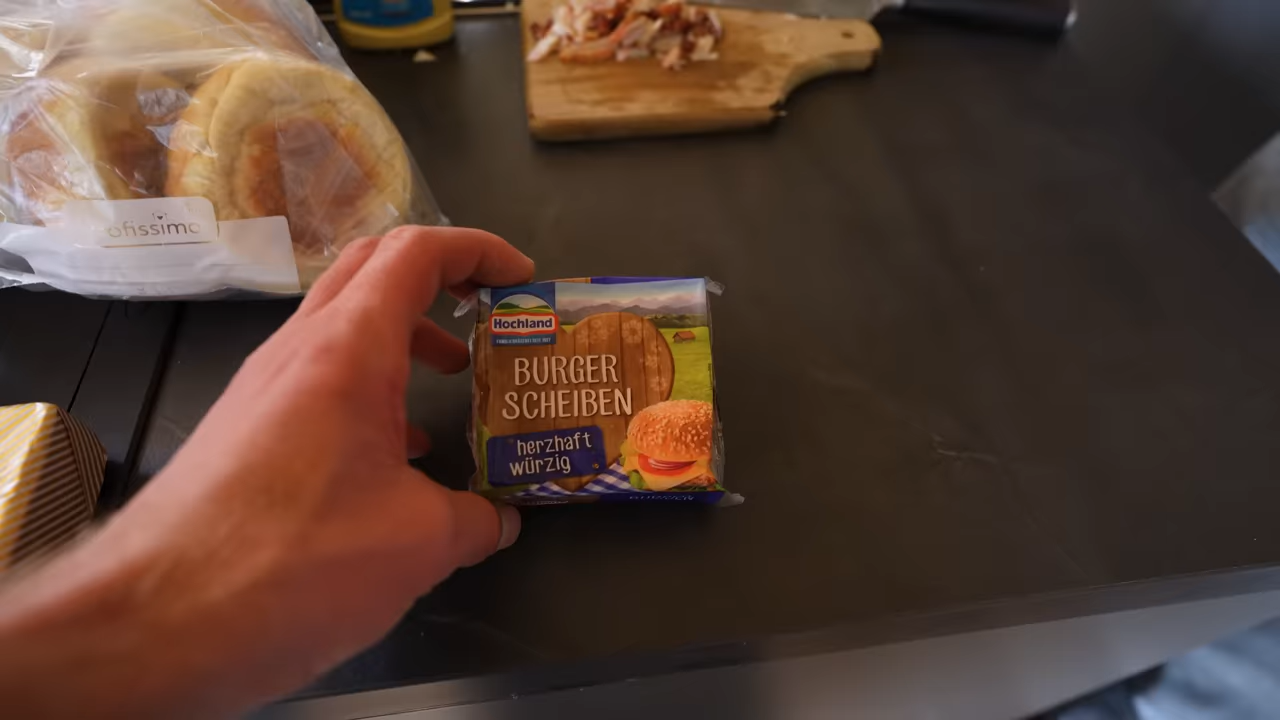 ofissimo
Hochland
BURGER
SCHEIBEN
herzhaft
würzig